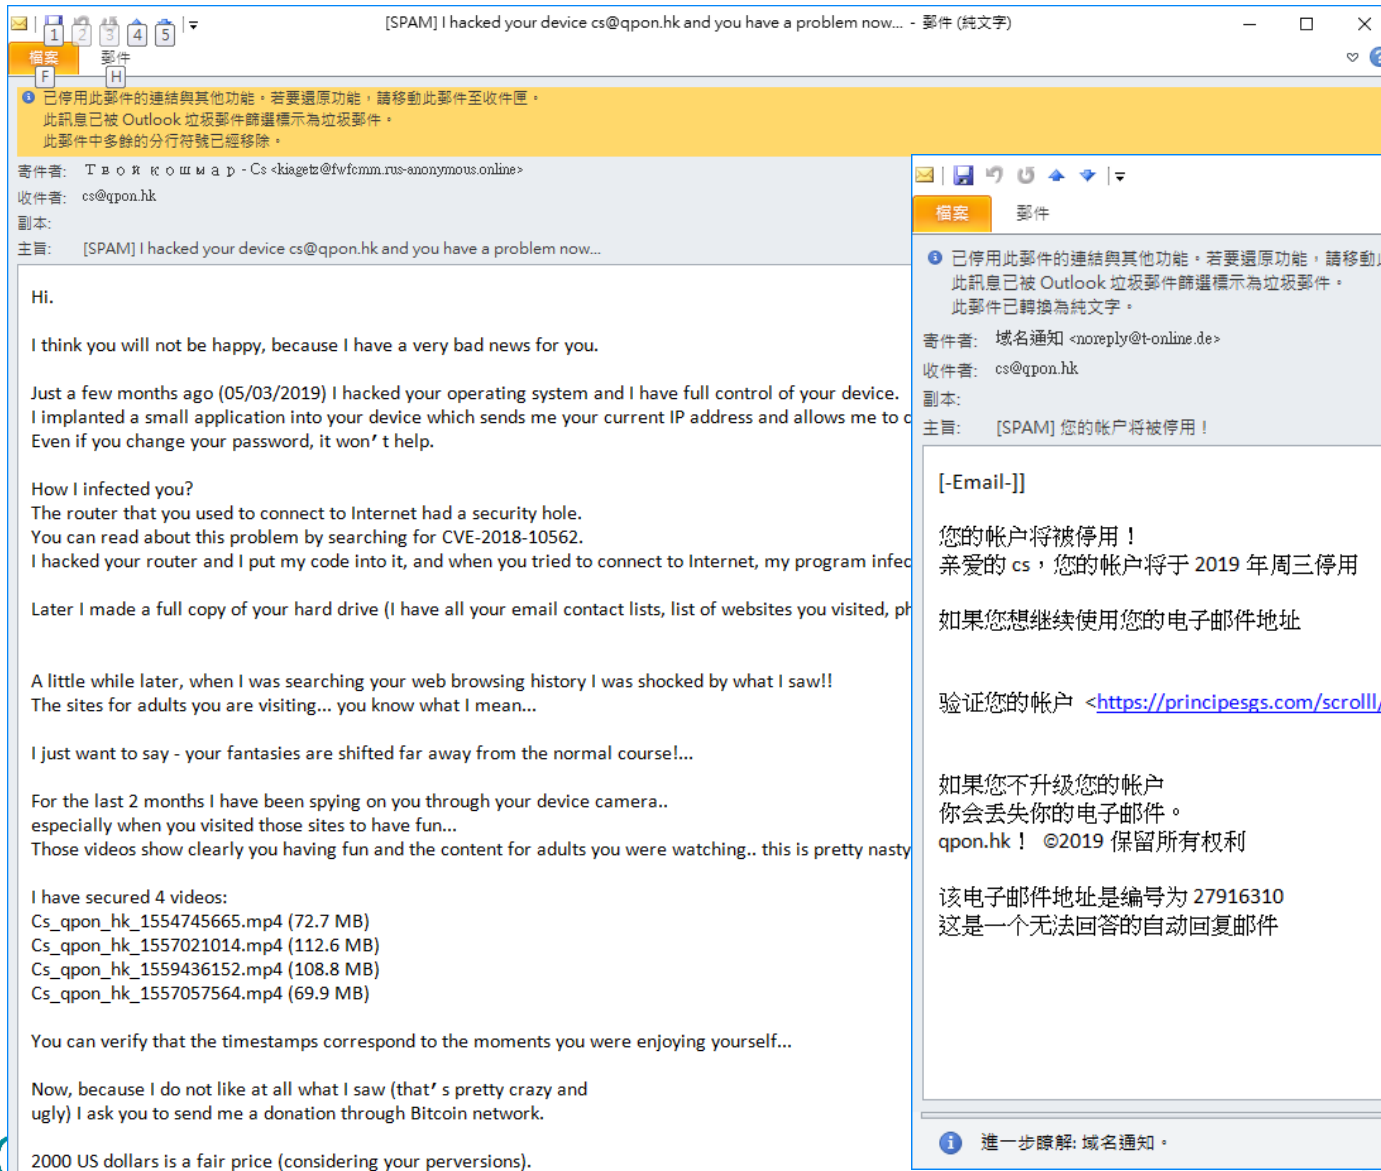 [SPAM] I hacked your device cs@qpon.hk and you have a problem now... - 郵件 (純文字)
1 2 3 4 5
檔案 郵件
F H
已停用此郵件的連結與其他功能。若要還原功能，請移動此郵件至收件匣。
此訊息已被 Outlook 垃圾郵件篩選標示為垃圾郵件。
此郵件中多餘的分行符號已經移除。
寄件者: Т в о й к о ш м а р - Cs <kiagetz@fwfcmm.rus-anonymous.online>
收件者: cs@qpon.hk
副本:
主旨: [SPAM] I hacked your device cs@qpon.hk and you have a problem now...
Hi.
I think you will not be happy, because I have a very bad news for you.
Just a few months ago (05/03/2019) I hacked your operating system and I have full control of your device.
I implanted a small application into your device which sends me your current IP address and allows me to c
Even if you change your password, it won't help.
How I infected you?
The router that you used to connect to Internet had a security hole.
You can read about this problem by searching for CVE-2018-10562.
I hacked your router and I put my code into it, and when you tried to connect to Internet, my program infec
Later I made a full copy of your hard drive (I have all your email contact lists, list of websites you visited, ph
A little while later, when I was searching your web browsing history I was shocked by what I saw!!
The sites for adults you are visiting... you know what I mean...
I just want to say - your fantasies are shifted far away from the normal course!...
For the last 2 months I have been spying on you through your device camera..
especially when you visited those sites to have fun...
Those videos show clearly you having fun and the content for adults you were watching.. this is pretty nasty
I have secured 4 videos:
Cs_qpon_hk_1554745665.mp4 (72.7 MB)
Cs_qpon_hk_1557021014.mp4 (112.6 MB)
Cs_qpon_hk_1559436152.mp4 (108.8 MB)
Cs_qpon_hk_1557057564.mp4 (69.9 MB)
You can verify that the timestamps correspond to the moments you were enjoying yourself...
Now, because I do not like at all what I saw (that's pretty crazy and
ugly) I ask you to send me a donation through Bitcoin network.
2000 US dollars is a fair price (considering your perversions).
檔案 郵件
已停用此郵件的連結與其他功能。若要還原功能，請移動
此訊息已被 Outlook 垃圾郵件篩選標示為垃圾郵件。
此郵件已轉換為純文字。
寄件者: 域名通知 <noreply@t-online.de>
收件者: cs@qpon.hk
副本:
主旨: [SPAM] 您的帐户将被停用！
[-Email-]]
您的帐户将被停用！
亲爱的 cs，您的帐户将于 2019 年周三停用
如果您想继续使用您的电子邮件地址
验证您的帐户 <https://principesgs.com/scrolll/
如果您不升级您的帐户
你会丢失你的电子邮件。
qpon.hk！ ©2019 保留所有权利
该电子邮件地址是编号为 27916310
这是一个无法回答的自动回复邮件
進一步瞭解: 域名通知。